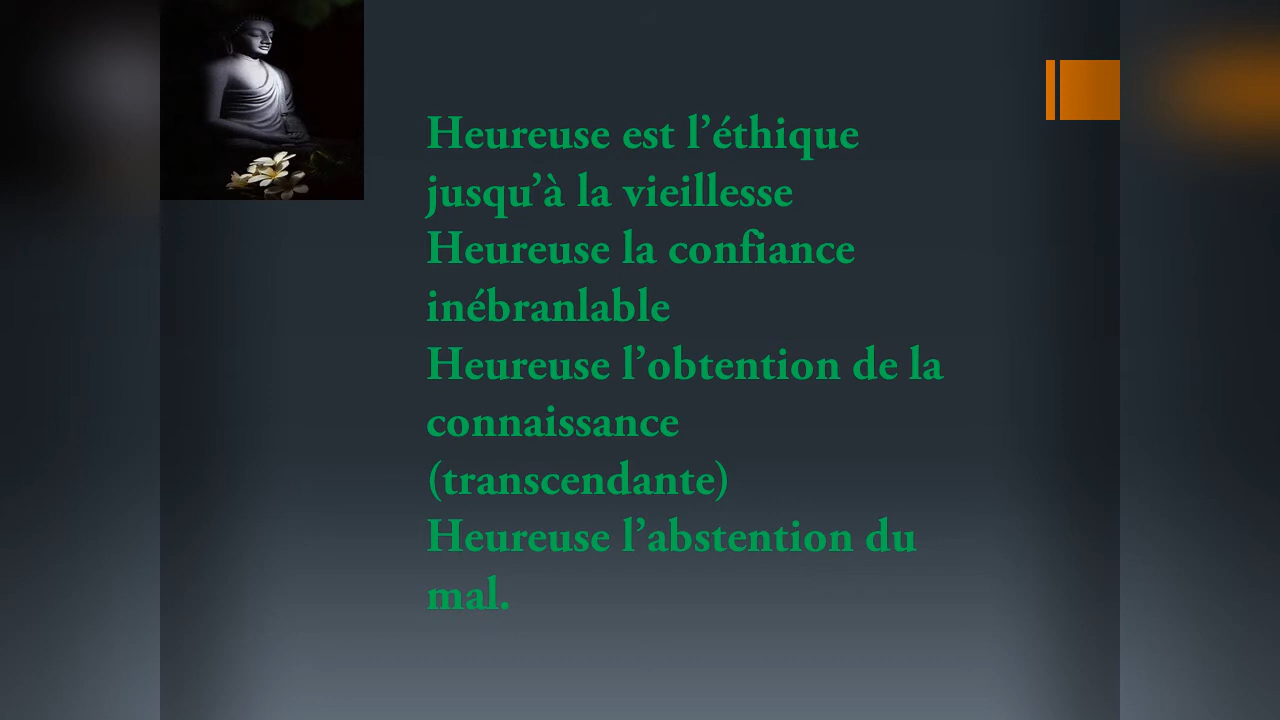 Heureuse est l’éthique
jusqu’à la vieillesse
Heureuse la confiance
inébranlable
Heureuse l’obtention de la
connaissance
(transcendante)
Heureuse l’abstention du
mal.